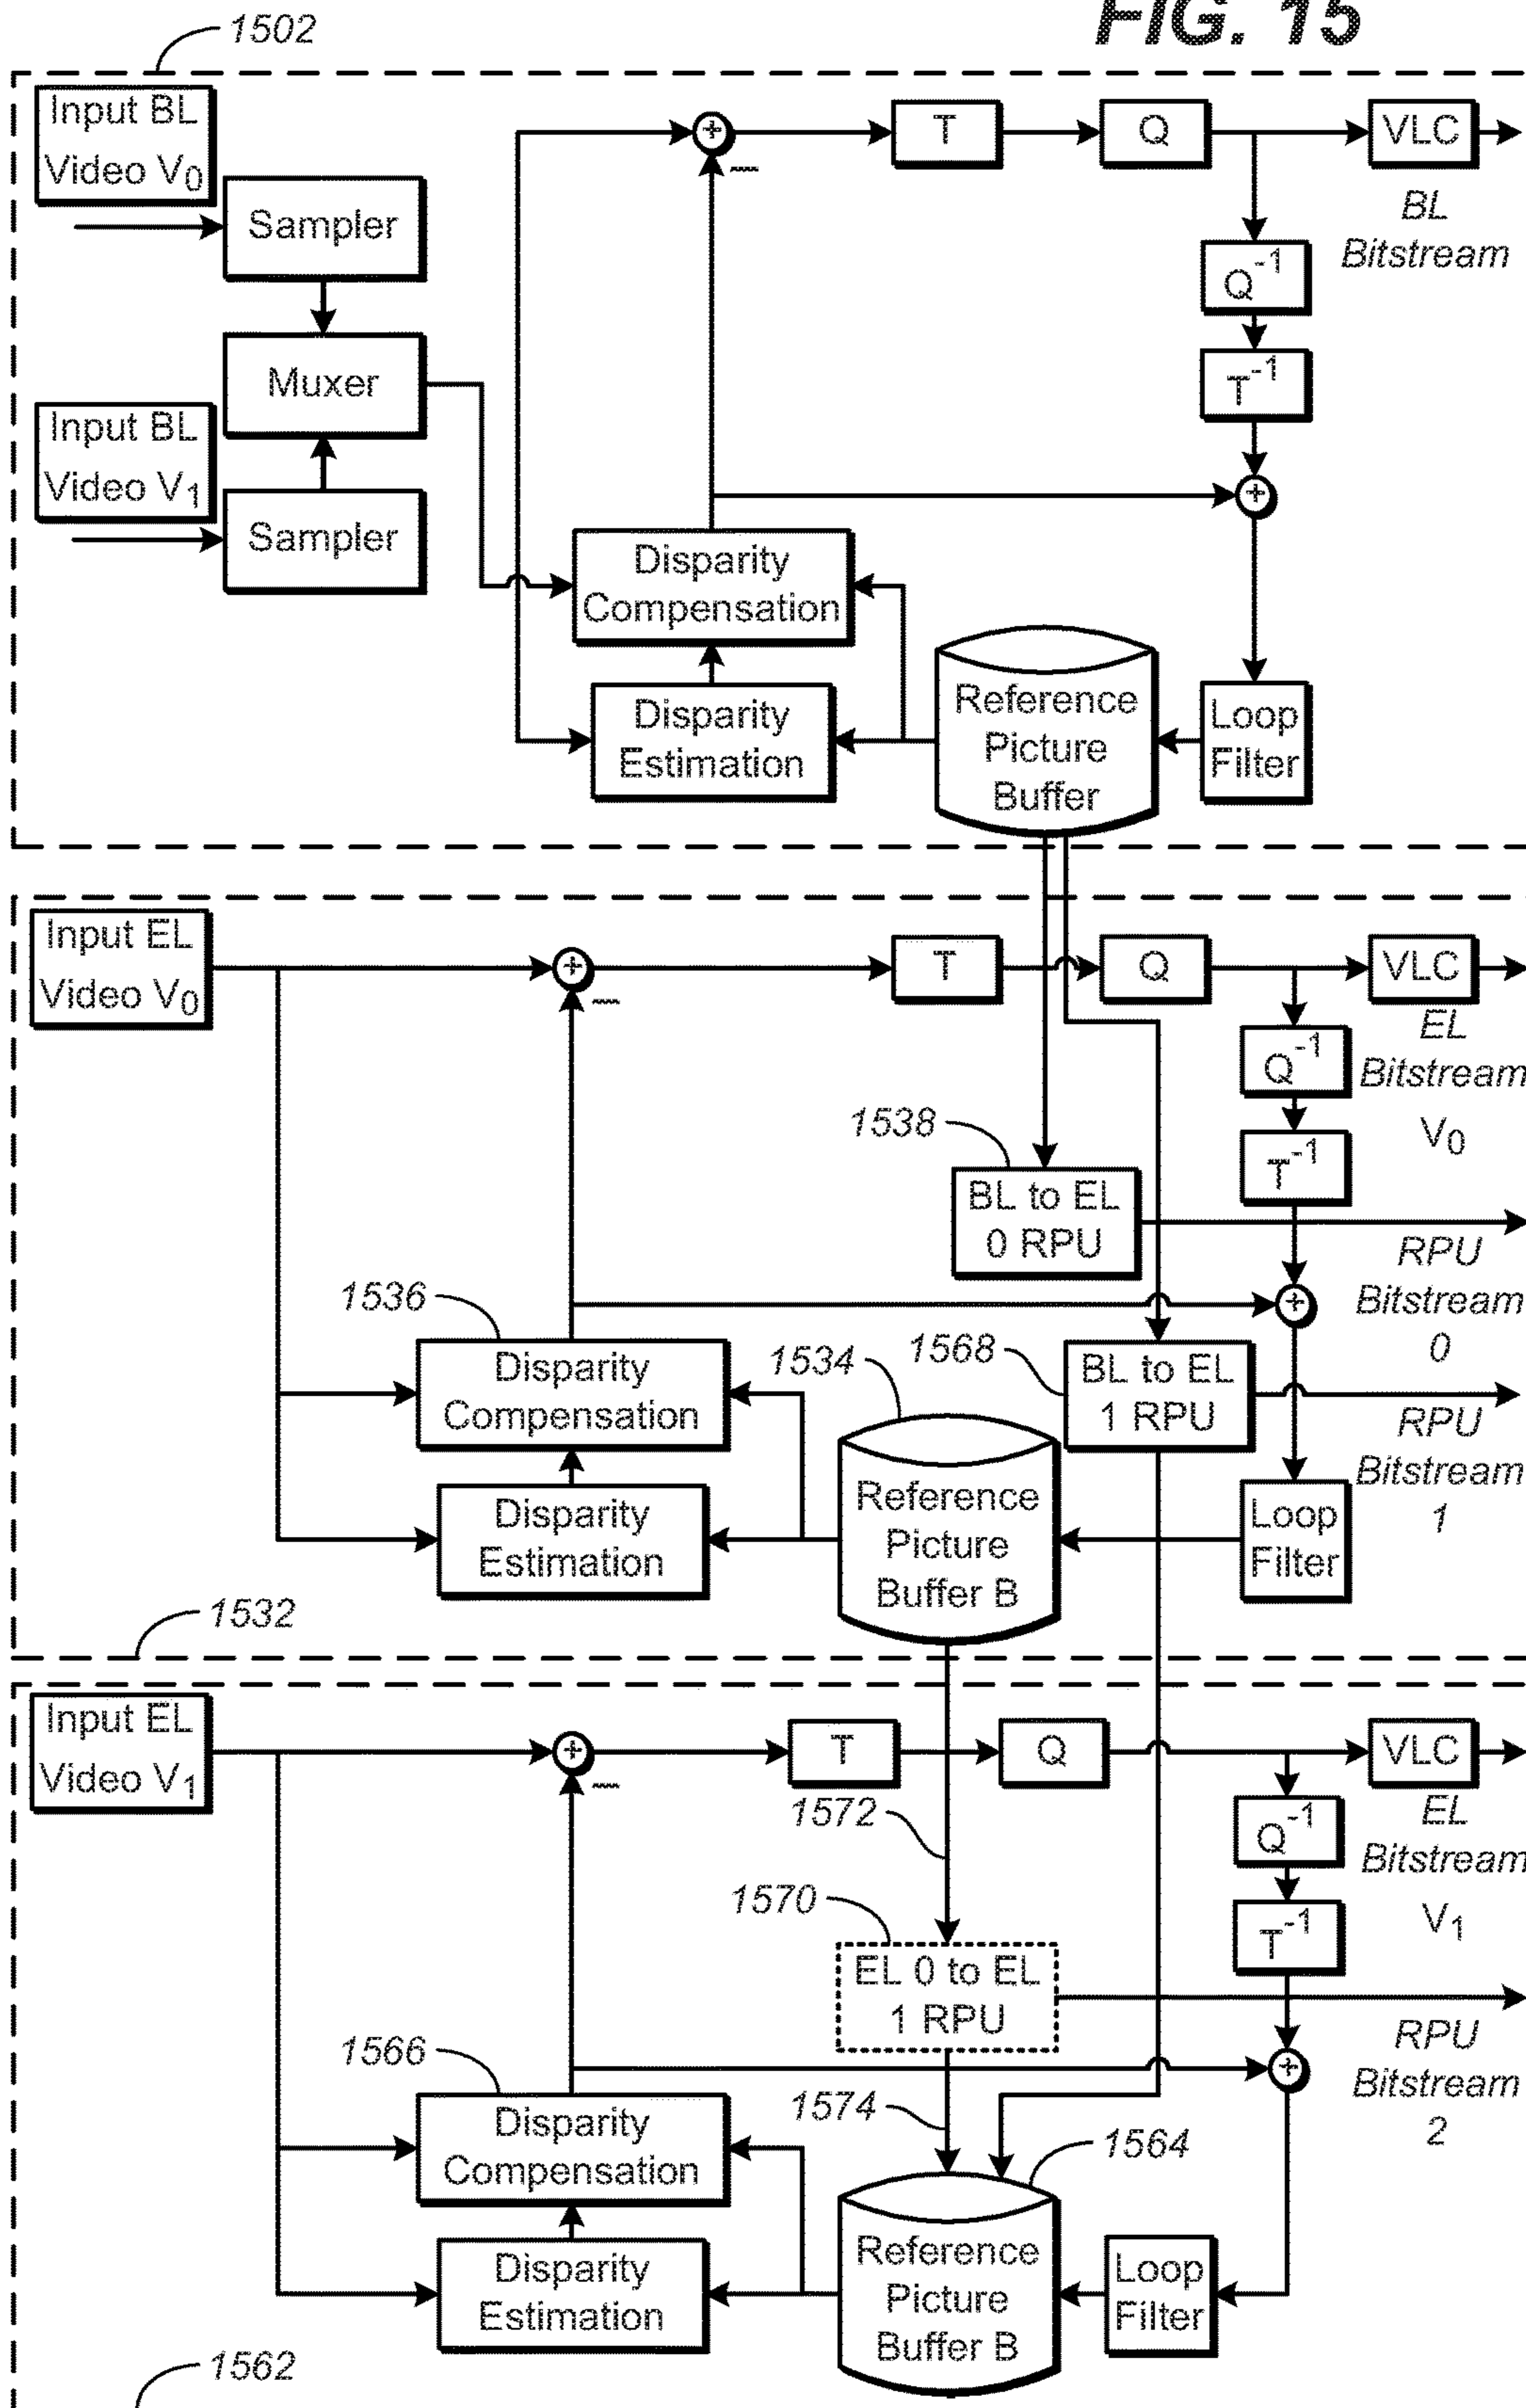 FIG. 15
1502
Input BL
Video V0
Sampler
Muxer
Input BL
Video V1
Sampler
+
T
Q
VLC
BL
Bitstream
Q-1
T-1
+
Disparity
Compensation
Disparity
Estimation
Reference
Picture
Buffer
Loop
Filter
Input EL
Video V0
+
T
Q
VLC
EL
Bitstream
V0
Q-1
T-1
1538
BL to EL
0 RPU
RPU
Bitstream
0
+
1536
Disparity
Compensation
1534
1568
BL to EL
1 RPU
RPU
Bitstream
1
Disparity
Estimation
Reference
Picture
Buffer B
Loop
Filter
1532
Input EL
Video V1
+
T
Q
VLC
EL
Bitstream
V1
Q-1
T-1
1572
1570
EL 0 to EL
1 RPU
RPU
Bitstream
2
+
1566
Disparity
Compensation
1574
1564
Disparity
Estimation
Reference
Picture
Buffer B
Loop
Filter
1562